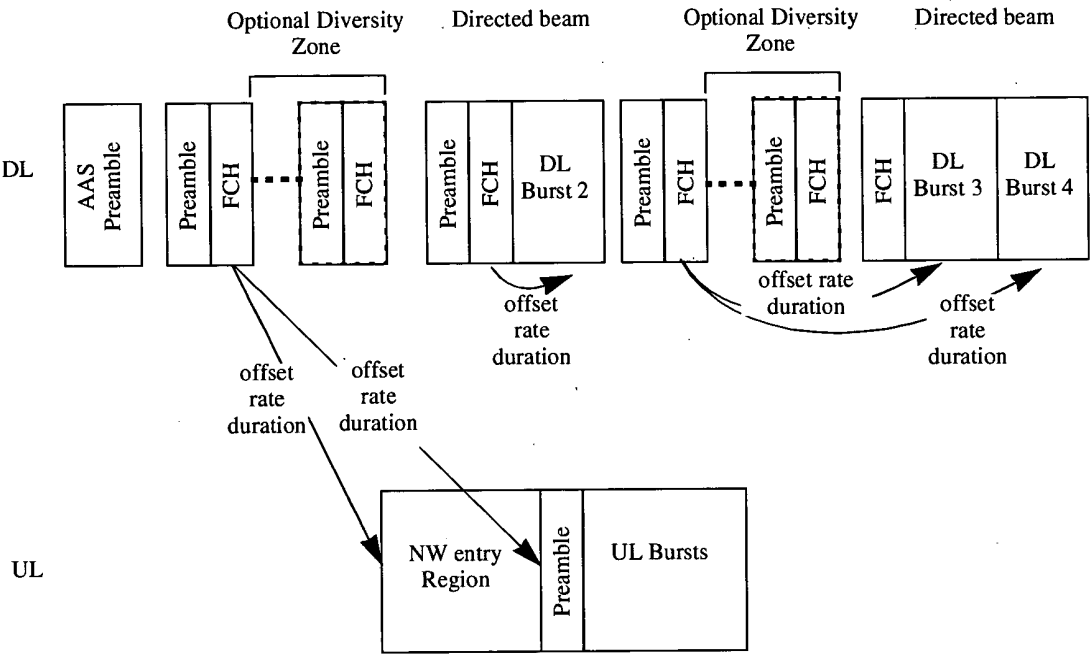 Optional Diversity
Zone
Directed beam
Optional Diversity
Zone
Directed beam
DL
AAS
Preamble
Preamble
FCH
Preamble
FCH
Preamble
FCH
DL
Burst 2
Preamble
FCH
Preamble
FCH
FCH
DL
Burst 3
DL
Burst 4
offset
rate
duration
offset rate
duration
offset
rate
duration
offset
rate
duration
offset
rate
duration
UL
NW entry
Region
Preamble
UL Bursts